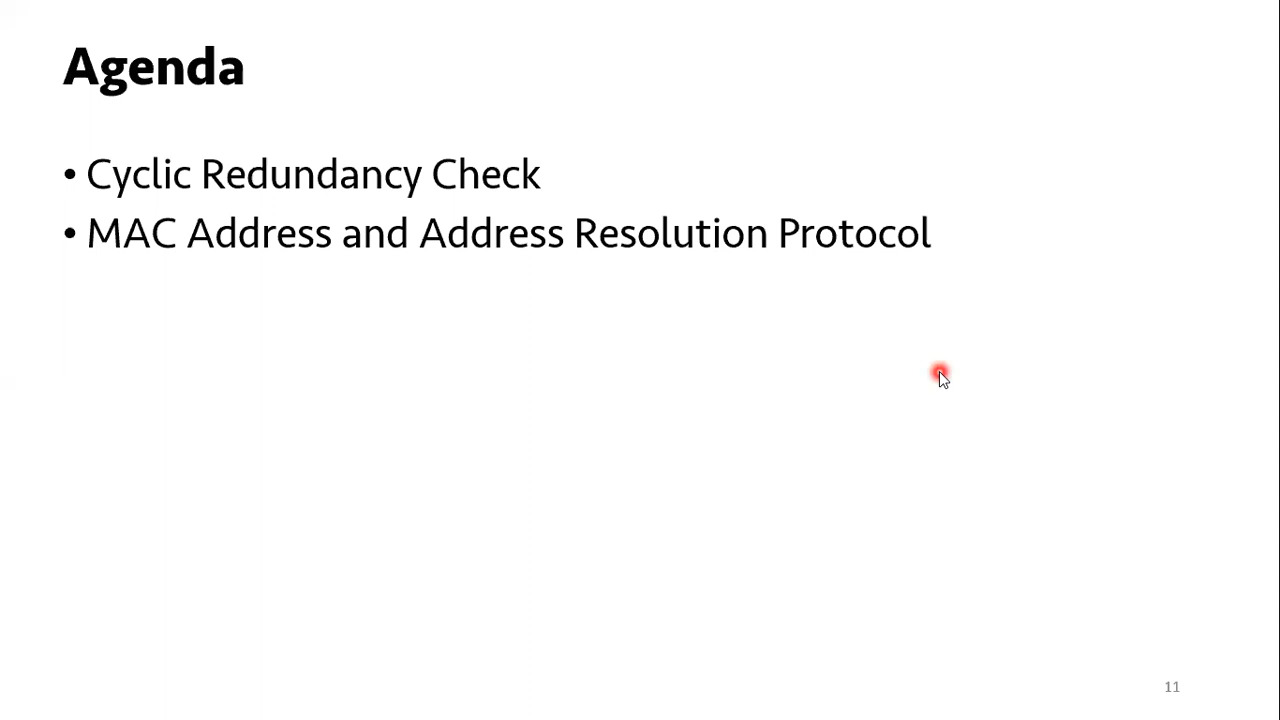 Agenda
• Cyclic Redundancy Check
• MAC Address and Address Resolution Protocol
11